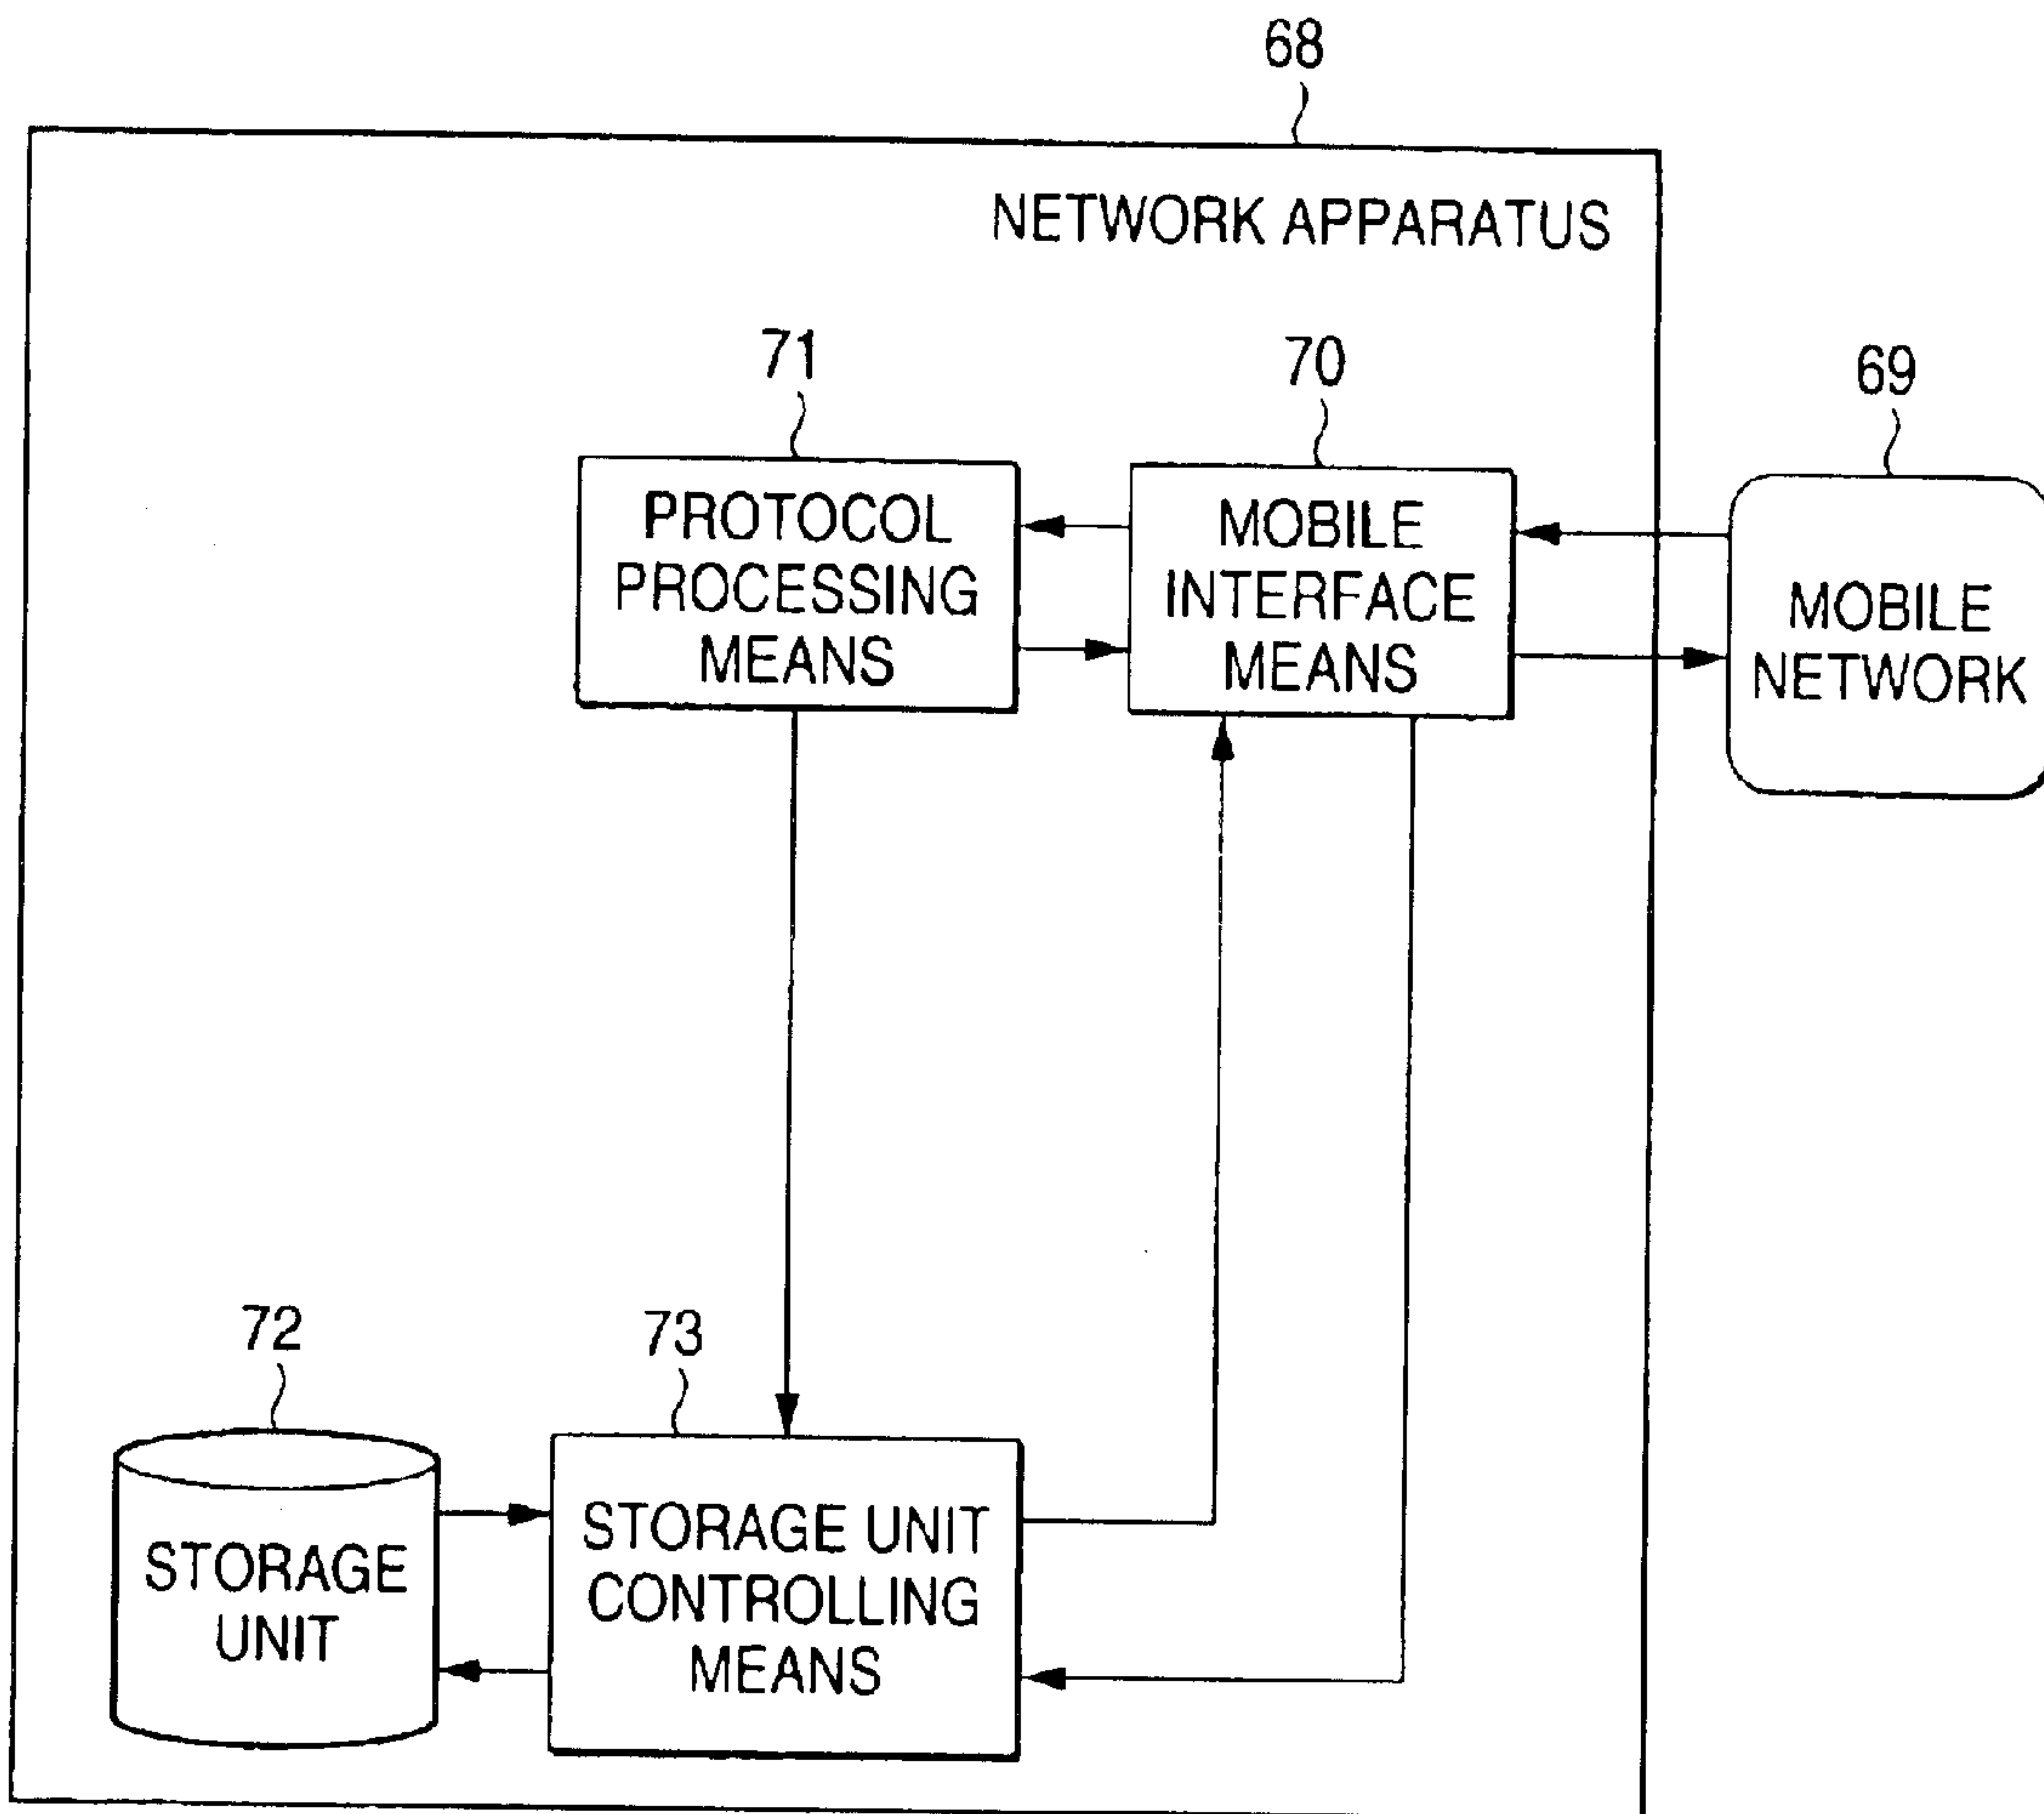 68
NETWORK APPARATUS
71
70
69
PROTOCOL
PROCESSING
MEANS
MOBILE
INTERFACE
MEANS
MOBILE
NETWORK
72
73
STORAGE
UNIT
STORAGE UNIT
CONTROLLING
MEANS